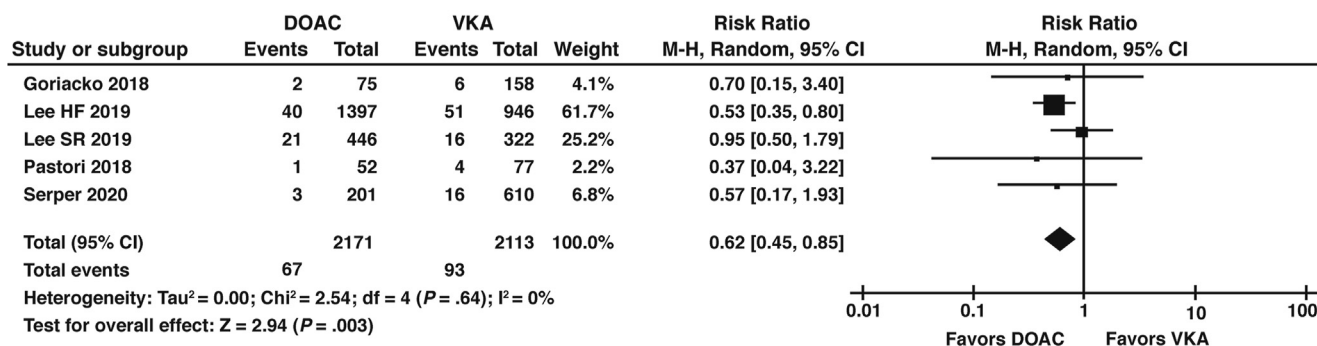 DOAC VKA Risk Ratio Risk Ratio
Study or subgroup Events Total Events Total Weight M-H, Random, 95% CI M-H, Random, 95% CI
Goriacko 2018 2 75 6 158 4.1% 0.70 [0.15, 3.40]
Lee HF 2019 40 1397 51 946 61.7% 0.53 [0.35, 0.80]
Lee SR 2019 21 446 16 322 25.2% 0.95 [0.50, 1.79]
Pastori 2018 1 52 4 77 2.2% 0.37 [0.04, 3.22]
Serper 2020 3 201 16 610 6.8% 0.57 [0.17, 1.93]
Total (95% CI) 2171 2113 100.0% 0.62 [0.45, 0.85]
Total events 67 93
Heterogeneity: Tau² = 0.00; Chi² = 2.54; df = 4 (P = .64); I² = 0%
Test for overall effect: Z = 2.94 (P = .003)
0.01 0.1 1 10 100
Favors DOAC Favors VKA